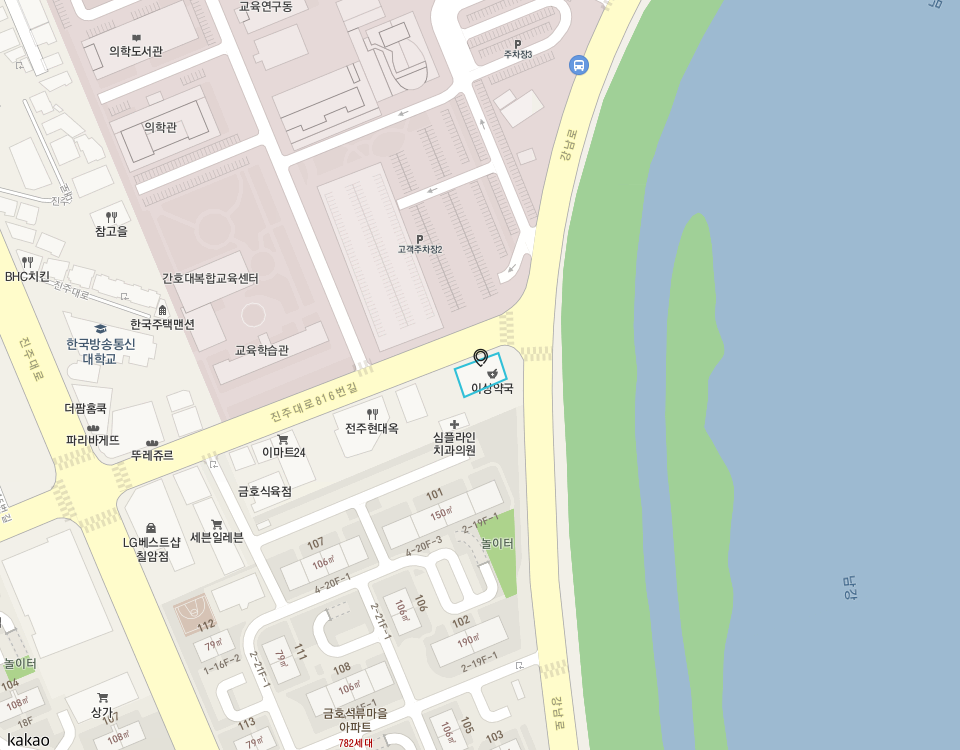 교육연구동
의학도서관
P
주차장3
의학관
강남로
참고을
P
고객주차장2
BHC치킨
간호대복합교육센터
진주대로
한국주택맨션
한국방송통신
대학교
진주대로
교육학습관
이상약국
진주대로816번길
더팜홈쿡
파리바게뜨
뚜레쥬르
전주현대옥
심플라인
치과의원
이마트24
금호식육점
LG베스트샵
칠암점
세븐일레븐
101
150㎡
2-19F-1
4-20F-3
놀이터
107
106㎡
4-20F-1
남강
106㎡
106
2-21F-1
102
190㎡
2-19F-1
112
79㎡
1-16F-2
111
79㎡
2-21F-1
108
106㎡
놀이터
104
108㎡
18F
상가
107
108㎡
금호석류마을
아파트
782세대
113
79㎡
105
106㎡
103
강남로
kakao